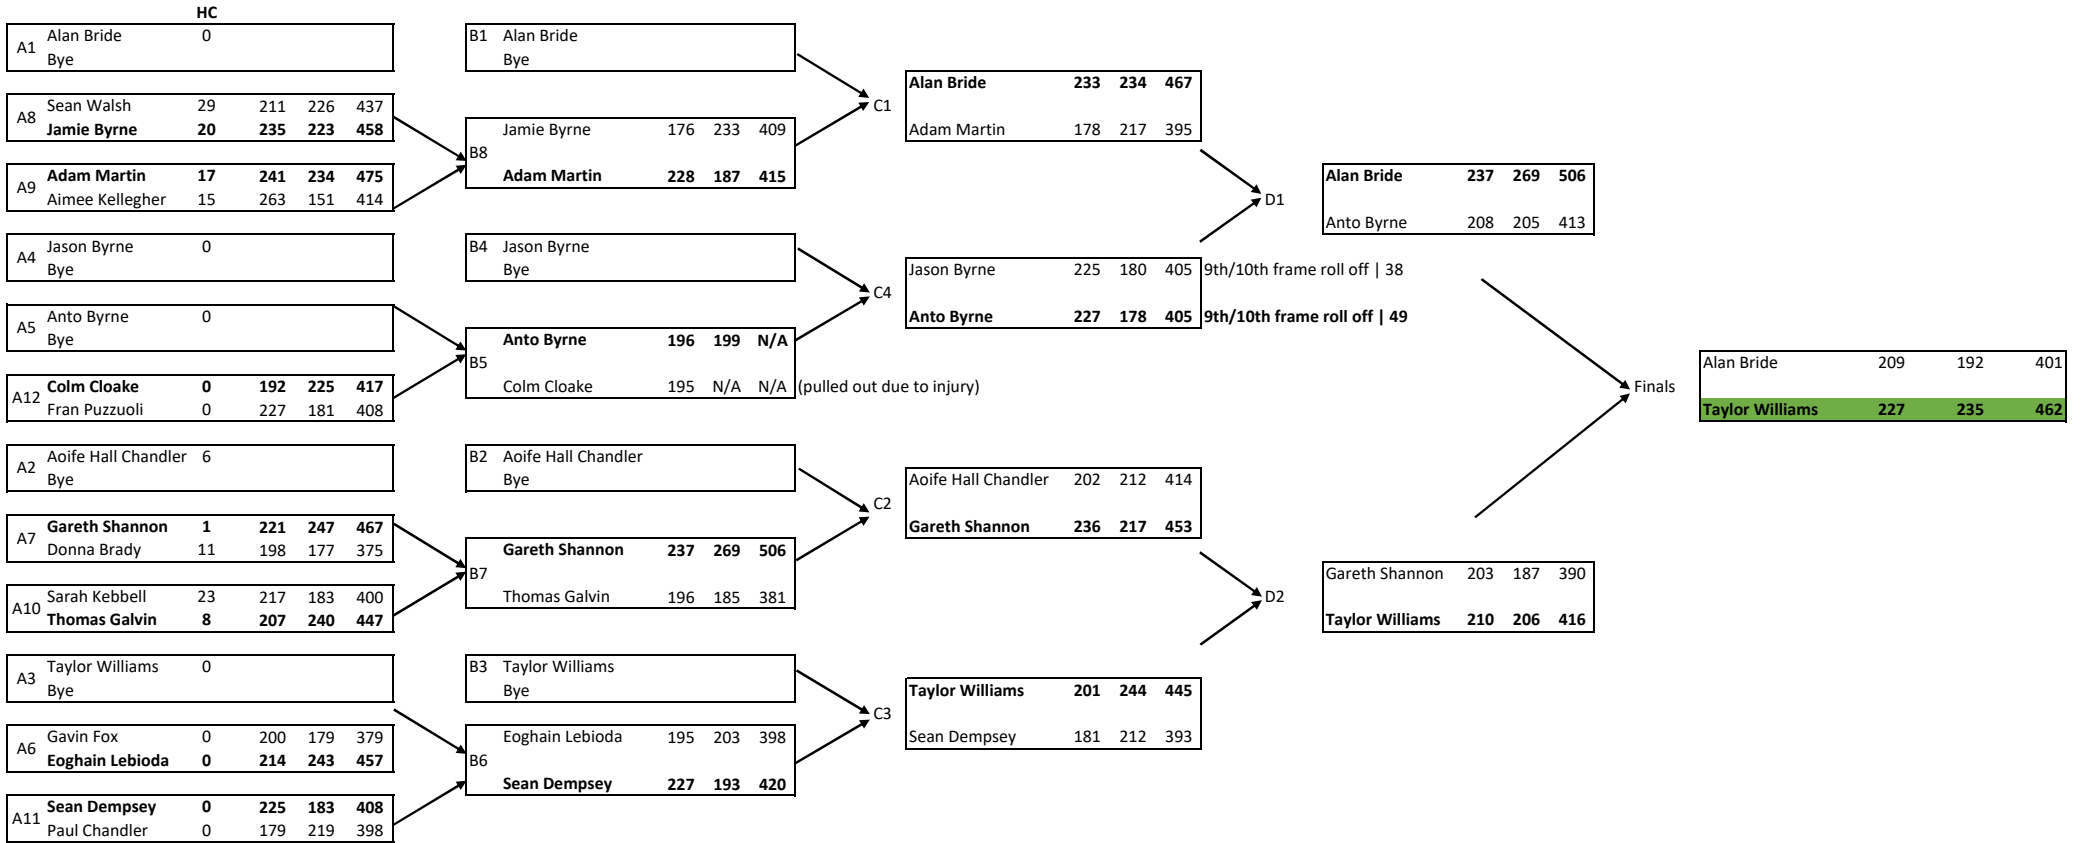 HC
A1
Alan Bride 0
Bye
A8
Sean Walsh 29 211 226 437
Jamie Byrne 20 235 223 458
A9
Adam Martin 17 241 234 475
Aimee Kellegher 15 263 151 414
A4
Jason Byrne 0
Bye
A5
Anto Byrne 0
Bye
A12
Colm Cloake 0 192 225 417
Fran Puzzuoli 0 227 181 408
A2
Aoife Hall Chandler 6
Bye
A7
Gareth Shannon 1 221 247 467
Donna Brady 11 198 177 375
A10
Sarah Kebbell 23 217 183 400
Thomas Galvin 8 207 240 447
A3
Taylor Williams 0
Bye
A6
Gavin Fox 0 200 179 379
Eoghain Lebioda 0 214 243 457
A11
Sean Dempsey 0 225 183 408
Paul Chandler 0 179 219 398
B1 Alan Bride
Bye
Jamie Byrne 176 233 409
B8
Adam Martin 228 187 415
B4 Jason Byrne
Bye
Anto Byrne 196 199 N/A
B5
Colm Cloake 195 N/A N/A (pulled out due to injury)
B2 Aoife Hall Chandler
Bye
Gareth Shannon 237 269 506
B7
Thomas Galvin 196 185 381
B3 Taylor Williams
Bye
Eoghain Lebioda 195 203 398
B6
Sean Dempsey 227 193 420
C1
Alan Bride 233 234 467
Adam Martin 178 217 395
C4
Jason Byrne 225 180 405 9th/10th frame roll off | 38
Anto Byrne 227 178 405 9th/10th frame roll off | 49
C2
Aoife Hall Chandler 202 212 414
Gareth Shannon 236 217 453
C3
Taylor Williams 201 244 445
Sean Dempsey 181 212 393
D1
Alan Bride 237 269 506
Anto Byrne 208 205 413
D2
Gareth Shannon 203 187 390
Taylor Williams 210 206 416
Finals
Alan Bride 209 192 401
Taylor Williams 227 235 462